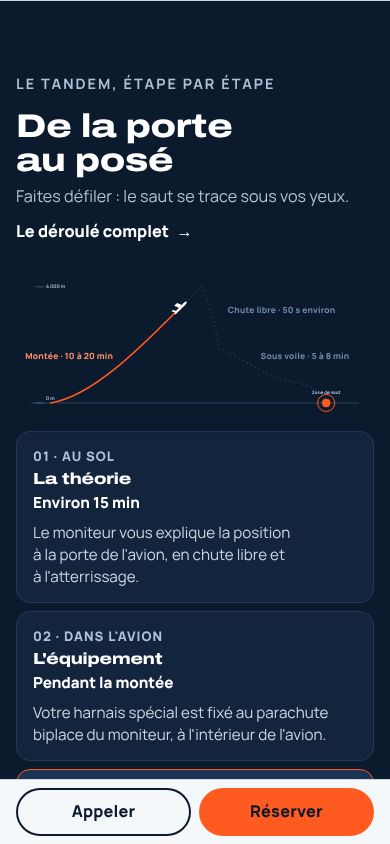 LE TANDEM, ÉTAPE PAR ÉTAPE
De la porte
au posé
Faites défiler : le saut se trace sous vos yeux.
Le déroulé complet →
4 000 m
Chute libre · 50 s environ
Montée · 10 à 20 min
Sous voile · 5 à 8 min
Zone de saut
0 m
01 · AU SOL
La théorie
Environ 15 min
Le moniteur vous explique la position
à la porte de l'avion, en chute libre et
à l'atterrissage.
02 · DANS L'AVION
L'équipement
Pendant la montée
Votre harnais spécial est fixé au parachute
biplace du moniteur, à l'intérieur de l'avion.
Appeler
Réserver